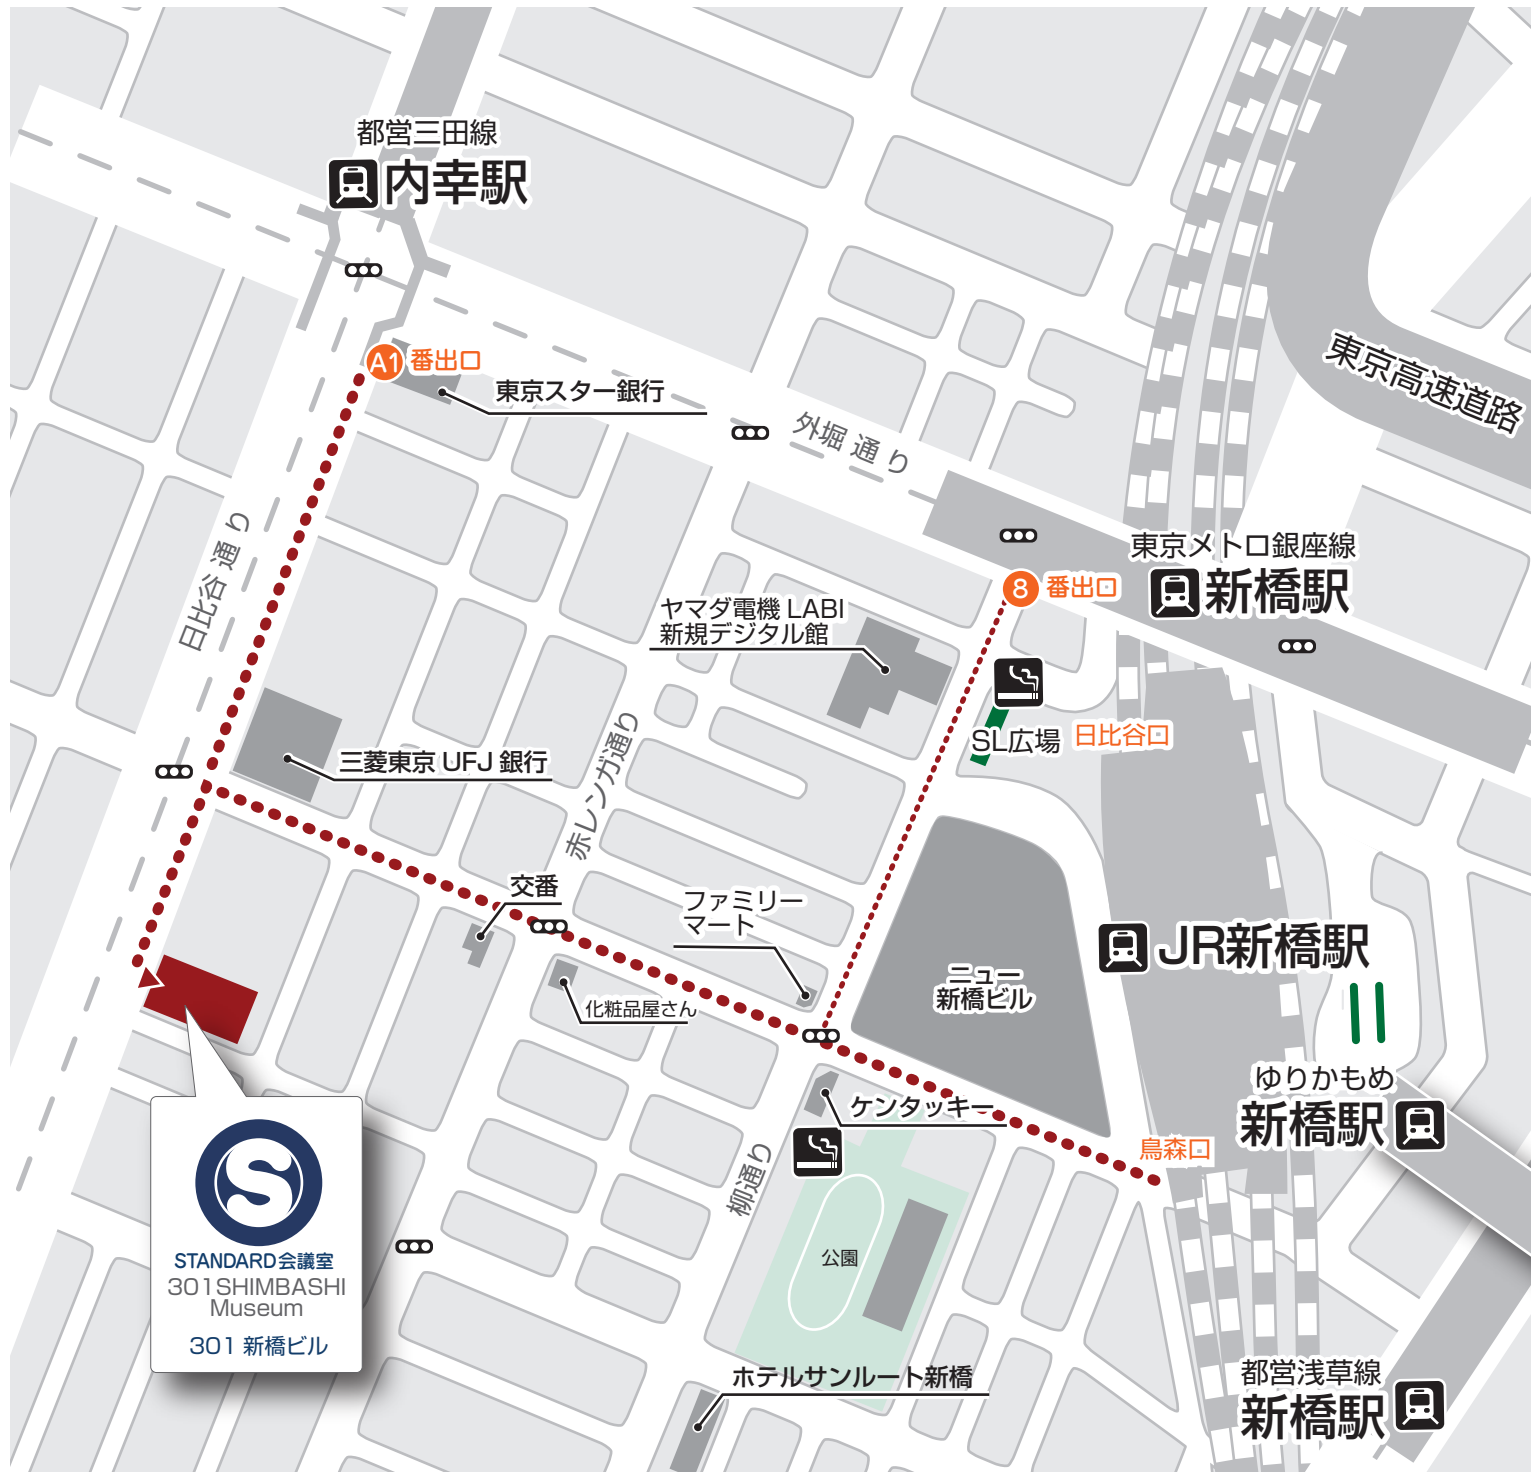 都営三田線
内幸駅
A1 番出口
東京スター銀行
外堀通り
東京高速道路
日比谷通り
東京メトロ銀座線
新橋駅
8 番出口
ヤマダ電機 LABI
新規デジタル館
SL広場
日比谷口
三菱東京 UFJ 銀行
赤レンガ通り
交番
ファミリー
マート
化粧品屋さん
ニュー
新橋ビル
JR新橋駅
ゆりかもめ
新橋駅
ケンタッキー
烏森口
柳通り
公園
S
STANDARD会議室
301SHIMBASHI
Museum
301 新橋ビル
ホテルサンルート新橋
都営浅草線
新橋駅